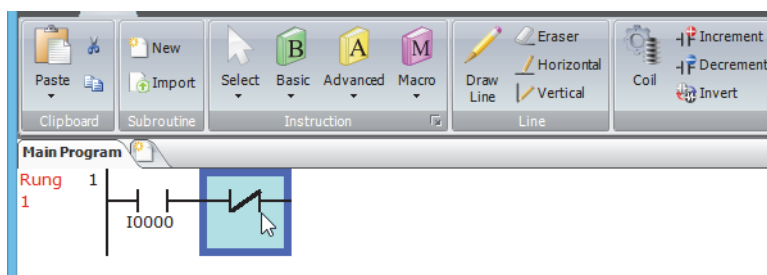 New
Import
Paste
Select Basic Advanced Macro
B A M
Draw
Line
Eraser
Horizontal
Vertical
Coil
Increment
Decrement
Invert
Clipboard Subroutine Instruction Line
Main Program
Rung 1
1
I0000